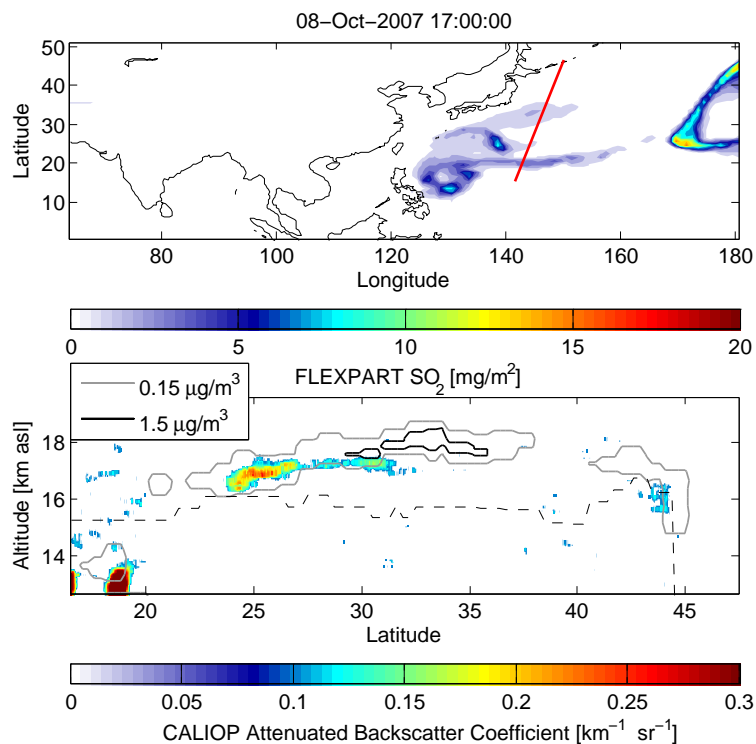 08−Oct−2007 17:00:00
50
40
30
20
10
Latitude
80 100 120 140 160 180
Longitude
0 5 10 15 20
FLEXPART SO2 [mg/m2]
0.15 μg/m3
1.5 μg/m3
18
16
14
Altitude [km asl]
20 25 30 35 40 45
Latitude
0 0.05 0.1 0.15 0.2 0.25 0.3
CALIOP Attenuated Backscatter Coefficient [km−1 sr−1]